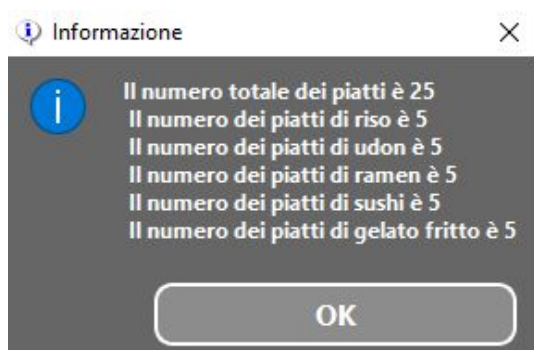 Informazione
Il numero totale dei piatti è 25
Il numero dei piatti di riso è 5
Il numero dei piatti di udon è 5
Il numero dei piatti di ramen è 5
Il numero dei piatti di sushi è 5
Il numero dei piatti di gelato fritto è 5
OK